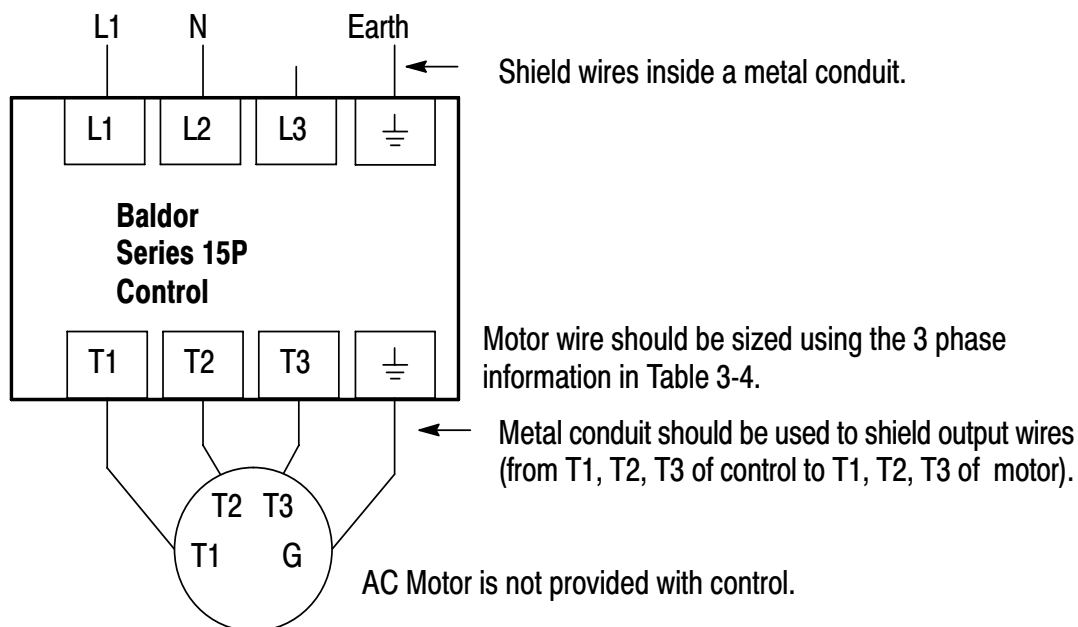 L1 N Earth
Shield wires inside a metal conduit.
L1 L2 L3
Baldor
Series 15P
Control
Motor wire should be sized using the 3 phase
information in Table 3-4.
T1 T2 T3
Metal conduit should be used to shield output wires
(from T1, T2, T3 of control to T1, T2, T3 of motor).
T2 T3
T1 G
AC Motor is not provided with control.